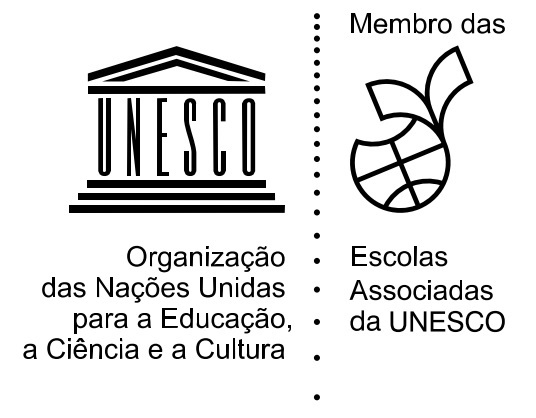 UNESCO
Organização
das Nações Unidas
para a Educação,
a Ciência e a Cultura
Membro das
Escolas
Associadas
da UNESCO